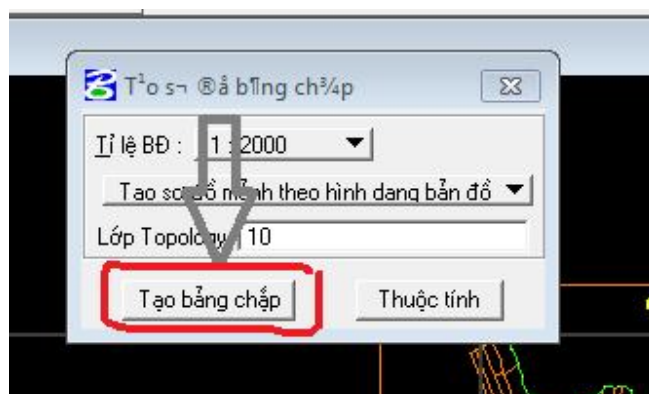 T¹o s¬ ®å b¶ng ch¾p
Tỉ lệ BĐ : 1 : 2000
Tao sơ đồ mảnh theo hình dang bản đồ
Lớp Topology 10
Tạo bảng chắp Thuộc tính